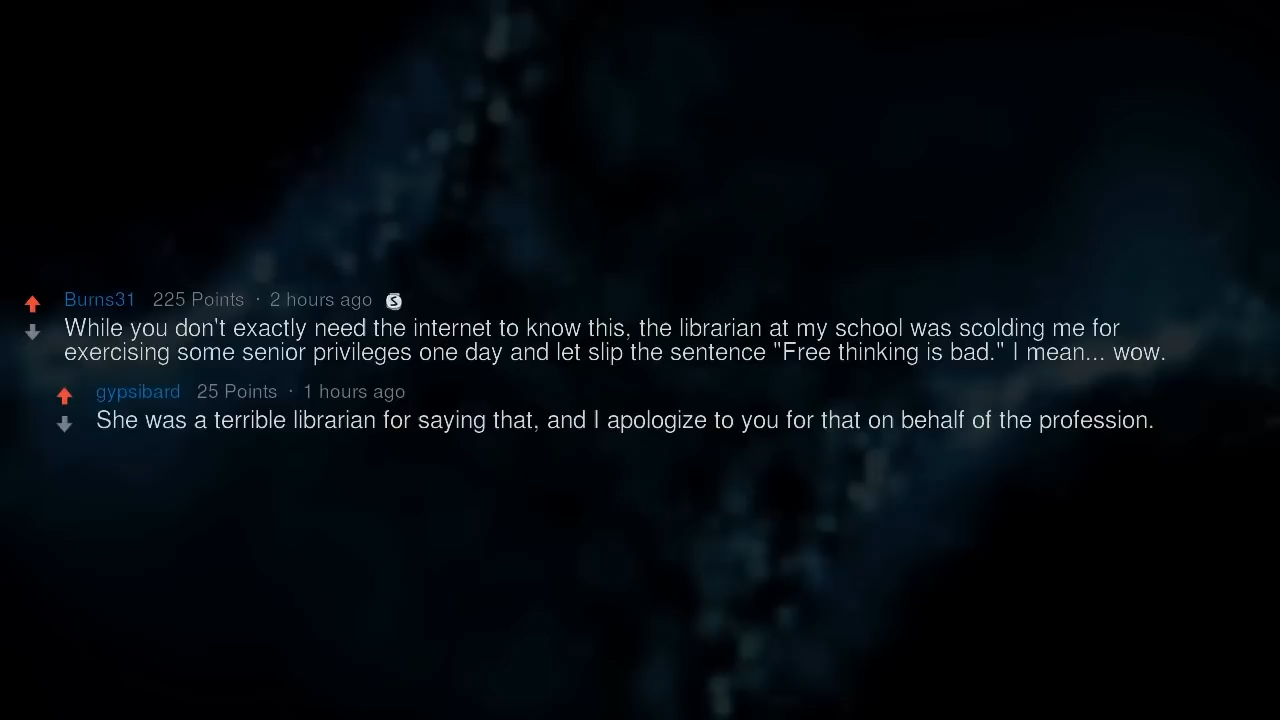 Burns31 225 Points · 2 hours ago
While you don't exactly need the internet to know this, the librarian at my school was scolding me for
exercising some senior privileges one day and let slip the sentence "Free thinking is bad." I mean... wow.
gypsibard 25 Points · 1 hours ago
She was a terrible librarian for saying that, and I apologize to you for that on behalf of the profession.